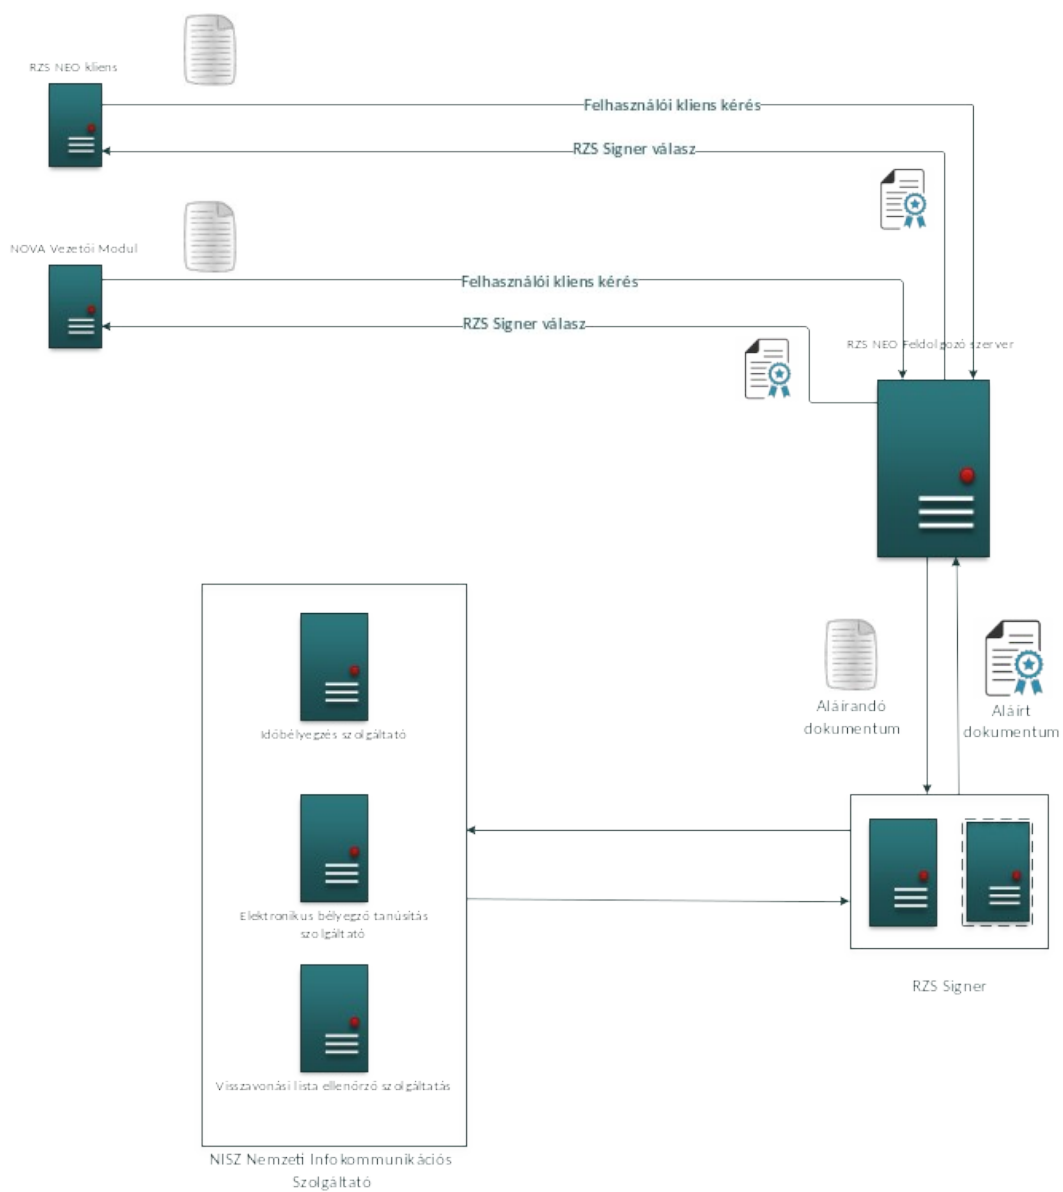 RZS NEO kliens
Felhasználói kliens kérés
RZS Signer válasz
NOVA Vezetői Modul
Felhasználói kliens kérés
RZS Signer válasz
RZS NEO Feldolgozó szerver
Aláírandó
dokumentum
Aláírt
dokumentum
Időbélyegzés szolgáltató
Elektronikus bélyegző tanúsítás
szolgáltató
RZS Signer
Visszavonási lista ellenőrző szolgáltatás
NISZ Nemzeti Infokommunikációs
Szolgáltató